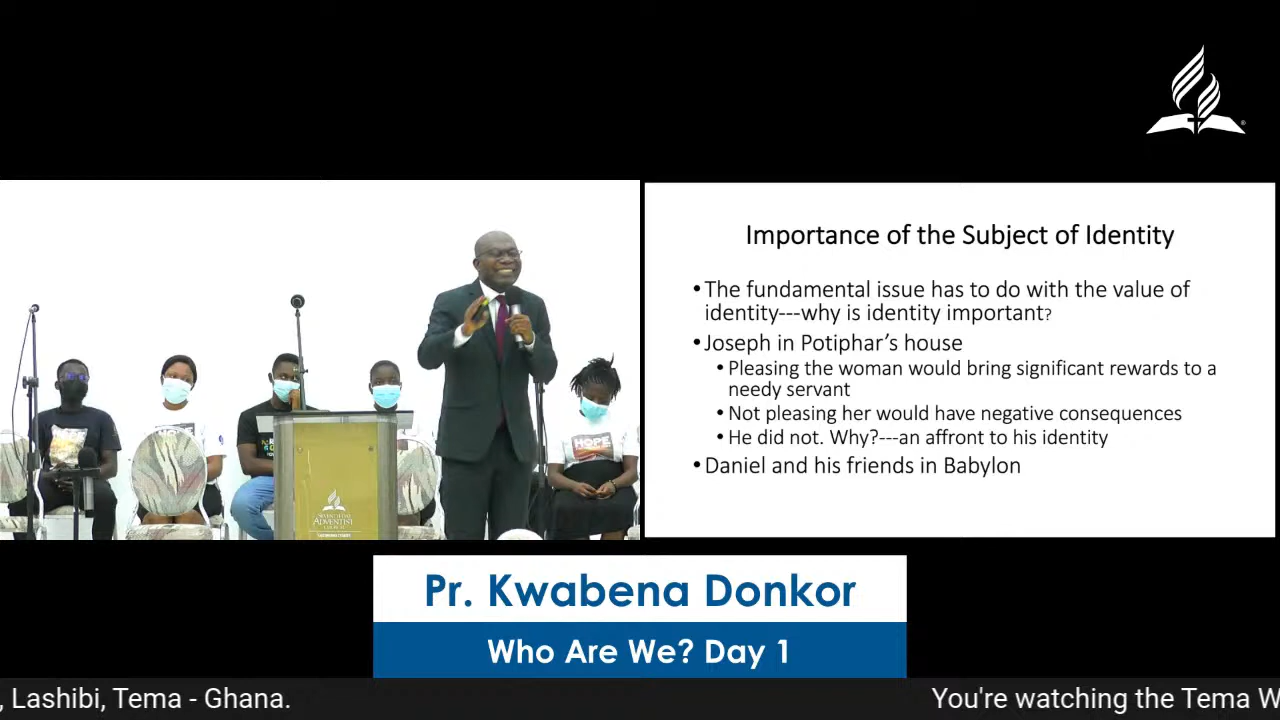 Importance of the Subject of Identity
•The fundamental issue has to do with the value of
identity---why is identity important?
•Joseph in Potiphar’s house
•Pleasing the woman would bring significant rewards to a
needy servant
•Not pleasing her would have negative consequences
•He did not. Why?---an affront to his identity
•Daniel and his friends in Babylon
HOPE
ADVENTIST
Pr. Kwabena Donkor
Who Are We? Day 1
, Lashibi, Tema - Ghana.
You're watching the Tema W